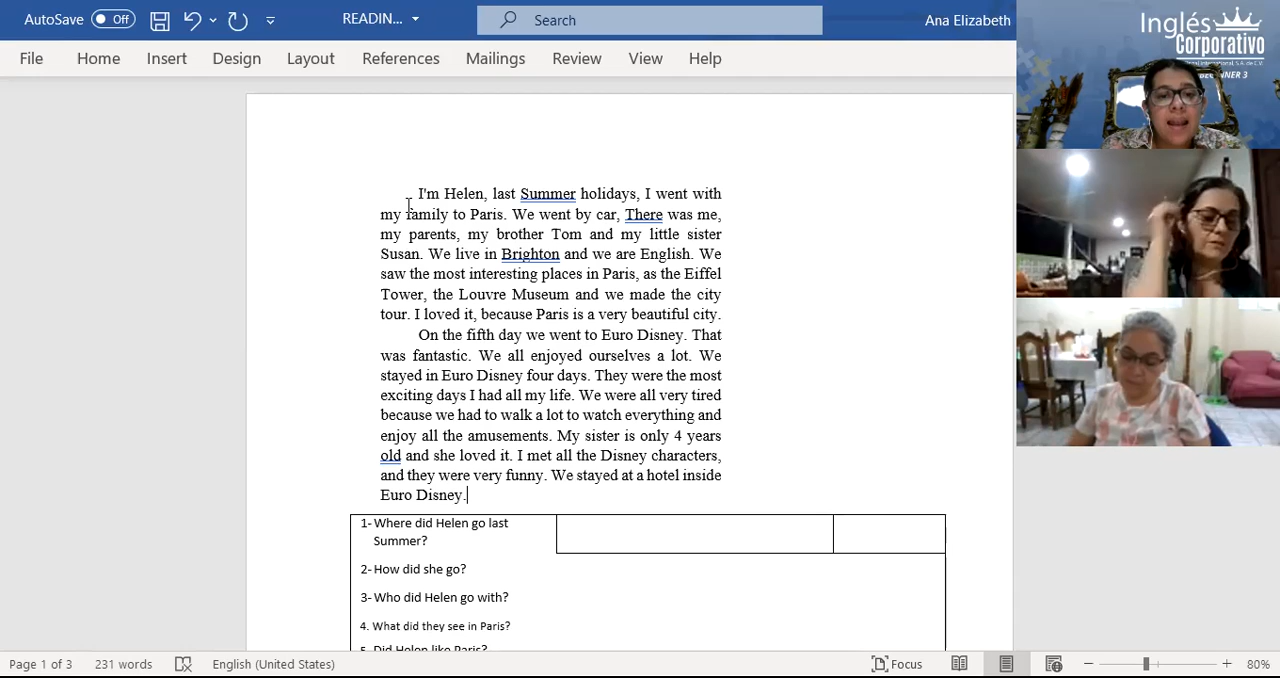 AutoSave Off READIN... Search Ana Elizabeth
Inglés
Corporativo
File Home Insert Design Layout References Mailings Review View Help
I'm Helen, last Summer holidays, I went with
my family to Paris. We went by car, There was me,
my parents, my brother Tom and my little sister
Susan. We live in Brighton and we are English. We
saw the most interesting places in Paris, as the Eiffel
Tower, the Louvre Museum and we made the city
tour. I loved it, because Paris is a very beautiful city.
On the fifth day we went to Euro Disney. That
was fantastic. We all enjoyed ourselves a lot. We
stayed in Euro Disney four days. They were the most
exciting days I had all my life. We were all very tired
because we had to walk a lot to watch everything and
enjoy all the amusements. My sister is only 4 years
old and she loved it. I met all the Disney characters,
and they were very funny. We stayed at a hotel inside
Euro Disney.
1- Where did Helen go last
Summer?
2- How did she go?
3- Who did Helen go with?
4. What did they see in Paris?
5. Did Helen like Paris?
Page 1 of 3 231 words English (United States) Focus 80%